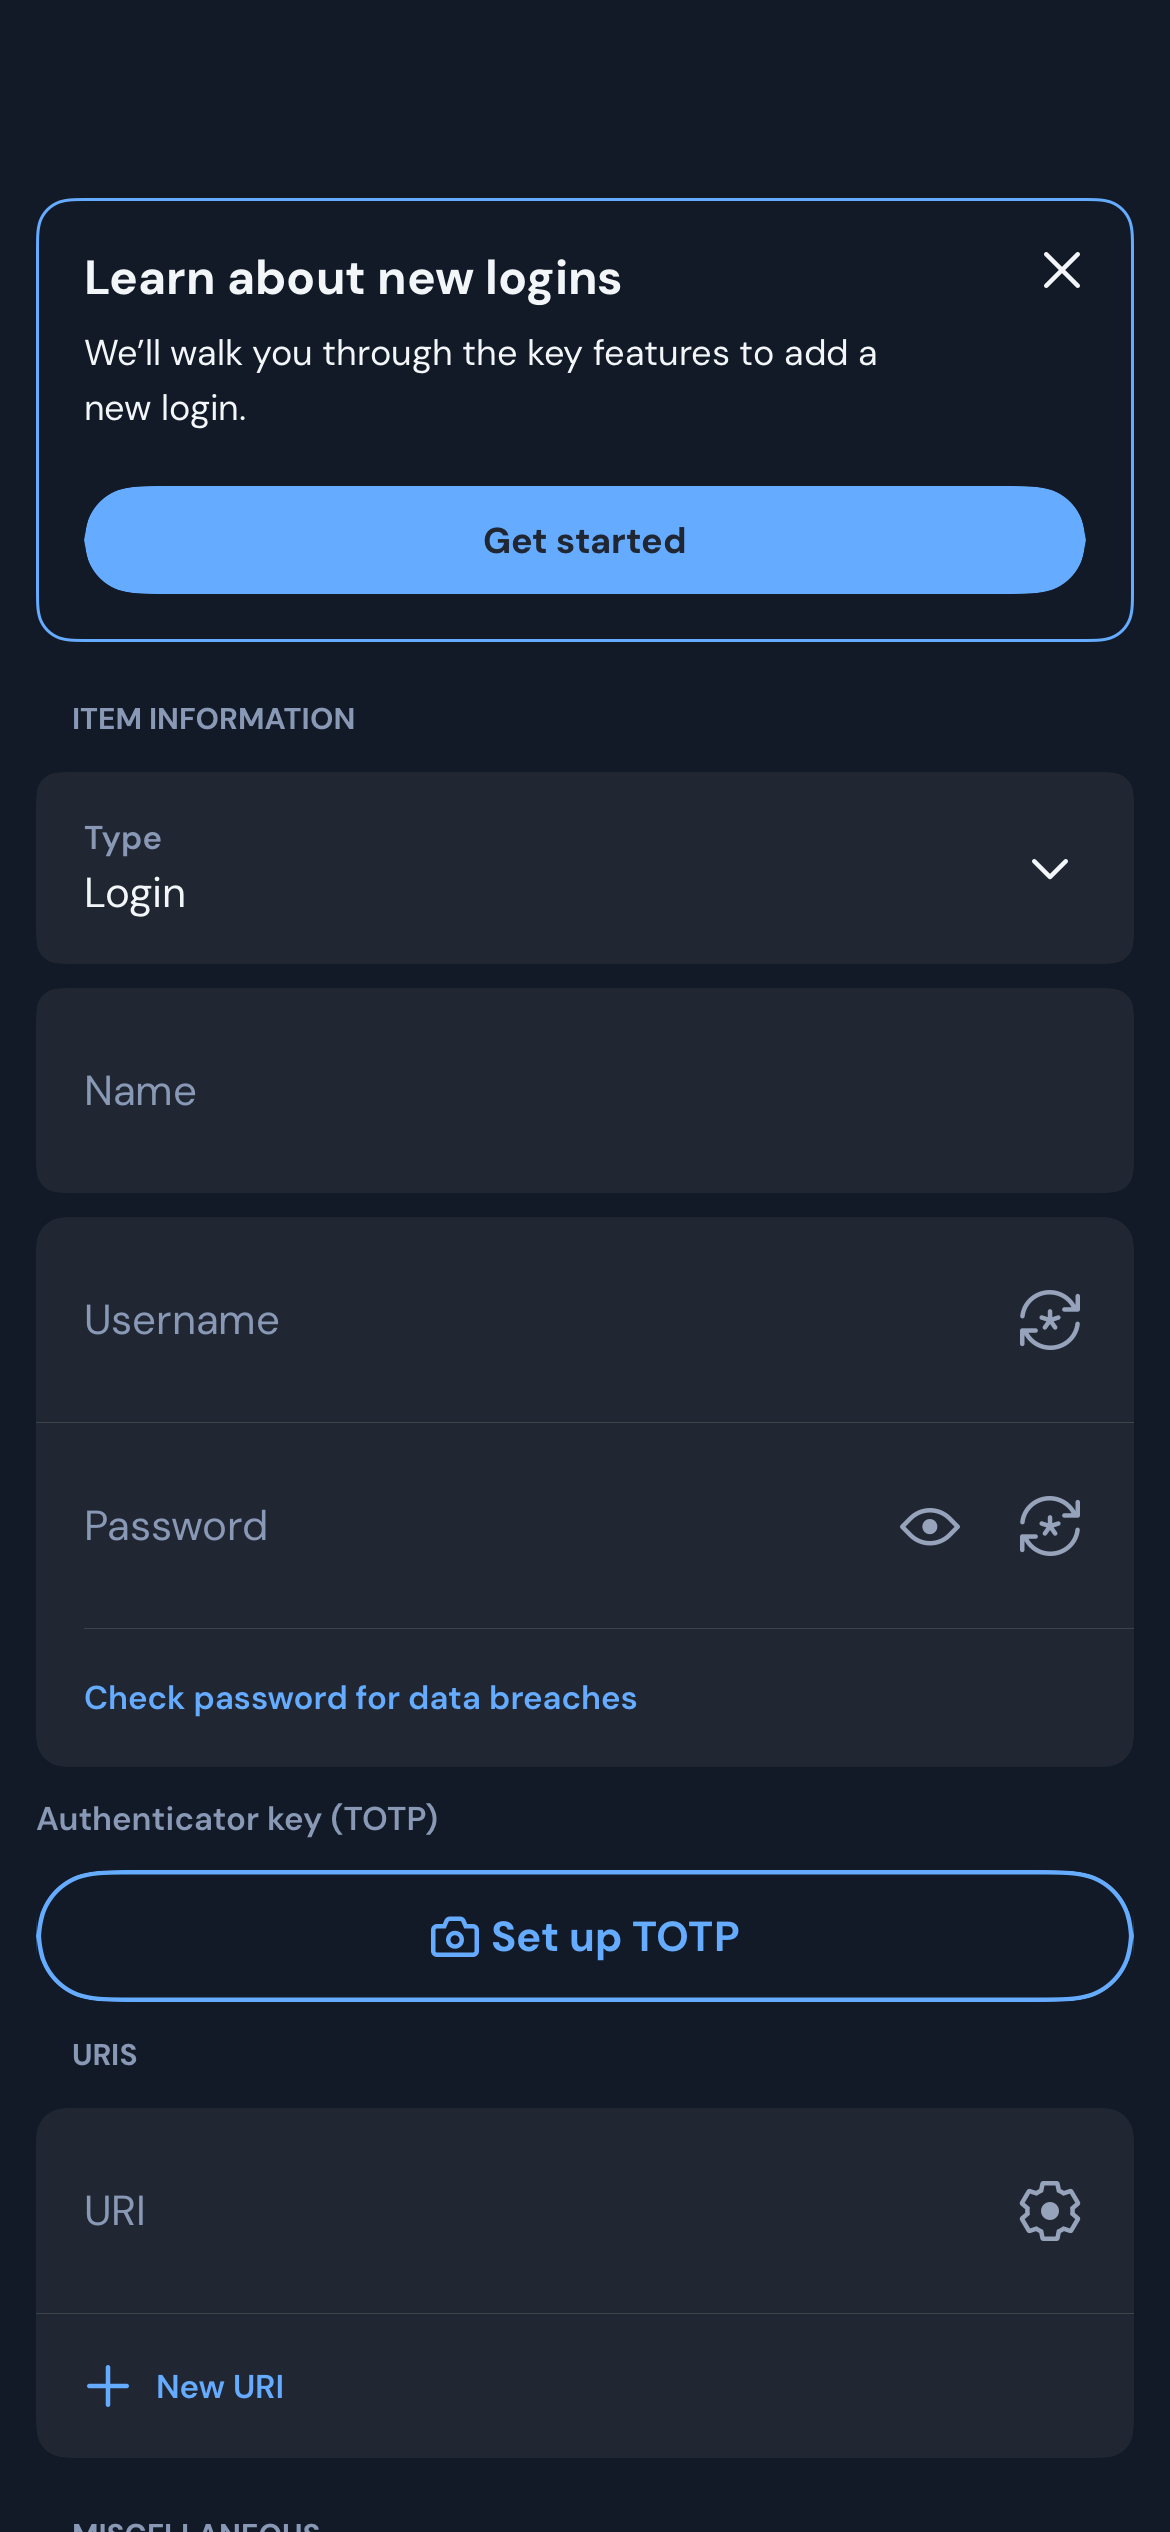 Learn about new logins
We’ll walk you through the key features to add a
new login.
Get started
ITEM INFORMATION
Type
Login
Name
Username
Password
Check password for data breaches
Authenticator key (TOTP)
Set up TOTP
URIS
URI
New URI
MISCELLANEOUS